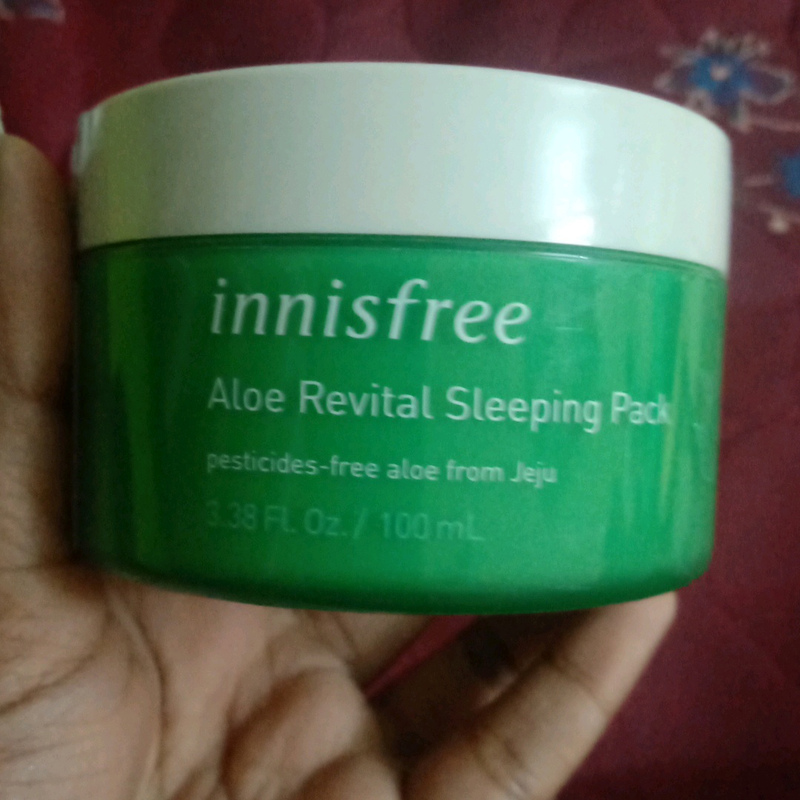 innisfree
Aloe Revital Sleeping Pack
pesticides-free aloe from Jeju
3.38 Fl. Oz. / 100 mL